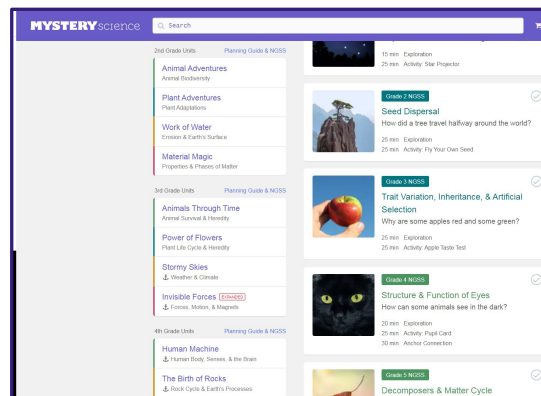 MYSTERY science
Search
2nd Grade Units Planning Guide & NGSS
Animal Adventures
Animal Biodiversity
Plant Adventures
Plant Adaptations
Work of Water
Erosion & Earth's Surface
Material Magic
Properties & Phases of Matter
3rd Grade Units Planning Guide & NGSS
Animals Through Time
Animal Survival & Heredity
Power of Flowers
Plant Life Cycle & Heredity
Stormy Skies
Weather & Climate
Invisible Forces EXPANDED
Forces, Motion, & Magnets
4th Grade Units Planning Guide & NGSS
Human Machine
Human Body, Senses, & the Brain
The Birth of Rocks
Rock Cycle & Earth's Processes
15 min Exploration
25 min Activity: Star Projector
Grade 2 NGSS
Seed Dispersal
How did a tree travel halfway around the world?
25 min Exploration
25 min Activity: Fly Your Own Seed
Grade 3 NGSS
Trait Variation, Inheritance, & Artificial
Selection
Why are some apples red and some green?
25 min Exploration
25 min Activity: Apple Taste Test
Grade 4 NGSS
Structure & Function of Eyes
How can some animals see in the dark?
20 min Exploration
25 min Activity: Pupil Card
30 min Anchor Connection
Grade 5 NGSS
Decomposers & Matter Cycle